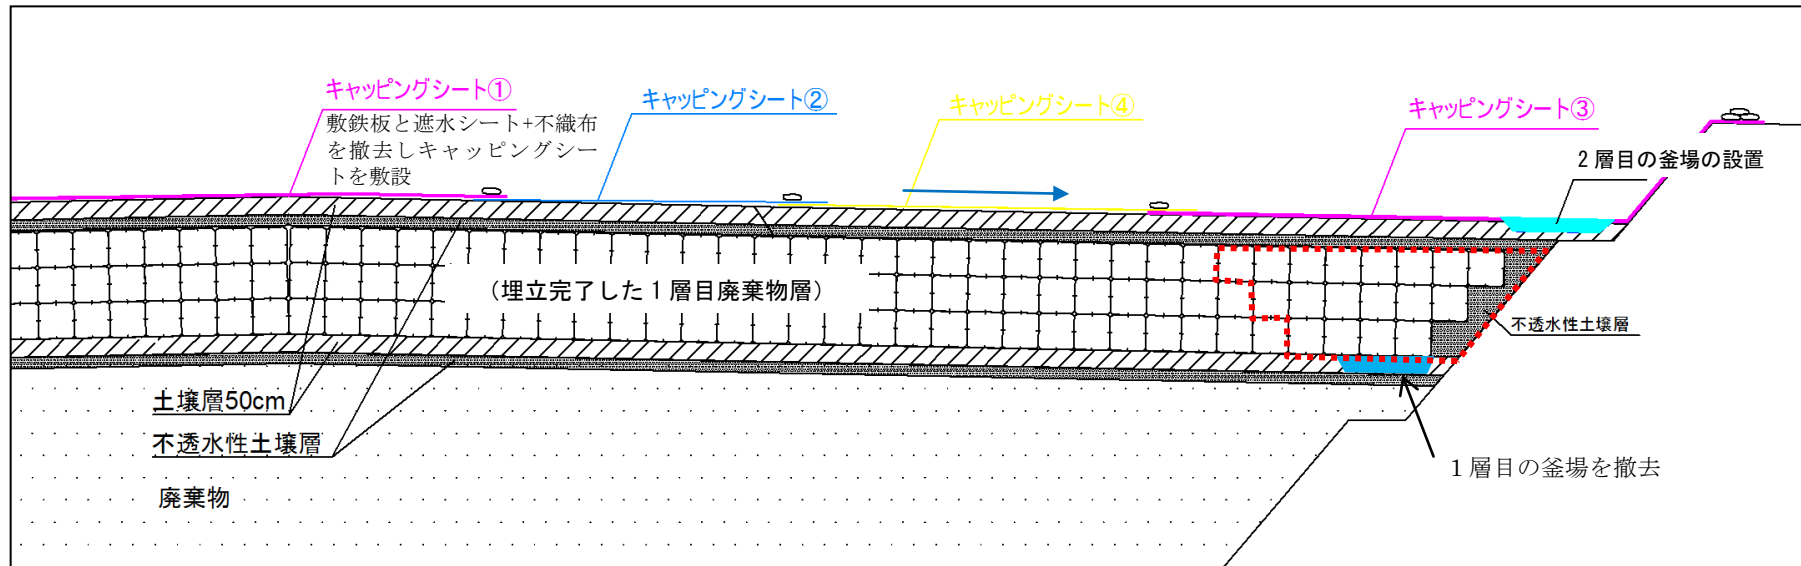 キャッピングシート①
敷鉄板と遮水シート+不織布
を撤去しキャッピングシー
トを敷設
キャッピングシート②
キャッピングシート④
キャッピングシート③
2層目の釜場の設置
(埋立完了した1層目廃棄物層)
不透水性土壌層
土壌層50cm
不透水性土壌層
廃棄物
1層目の釜場を撤去